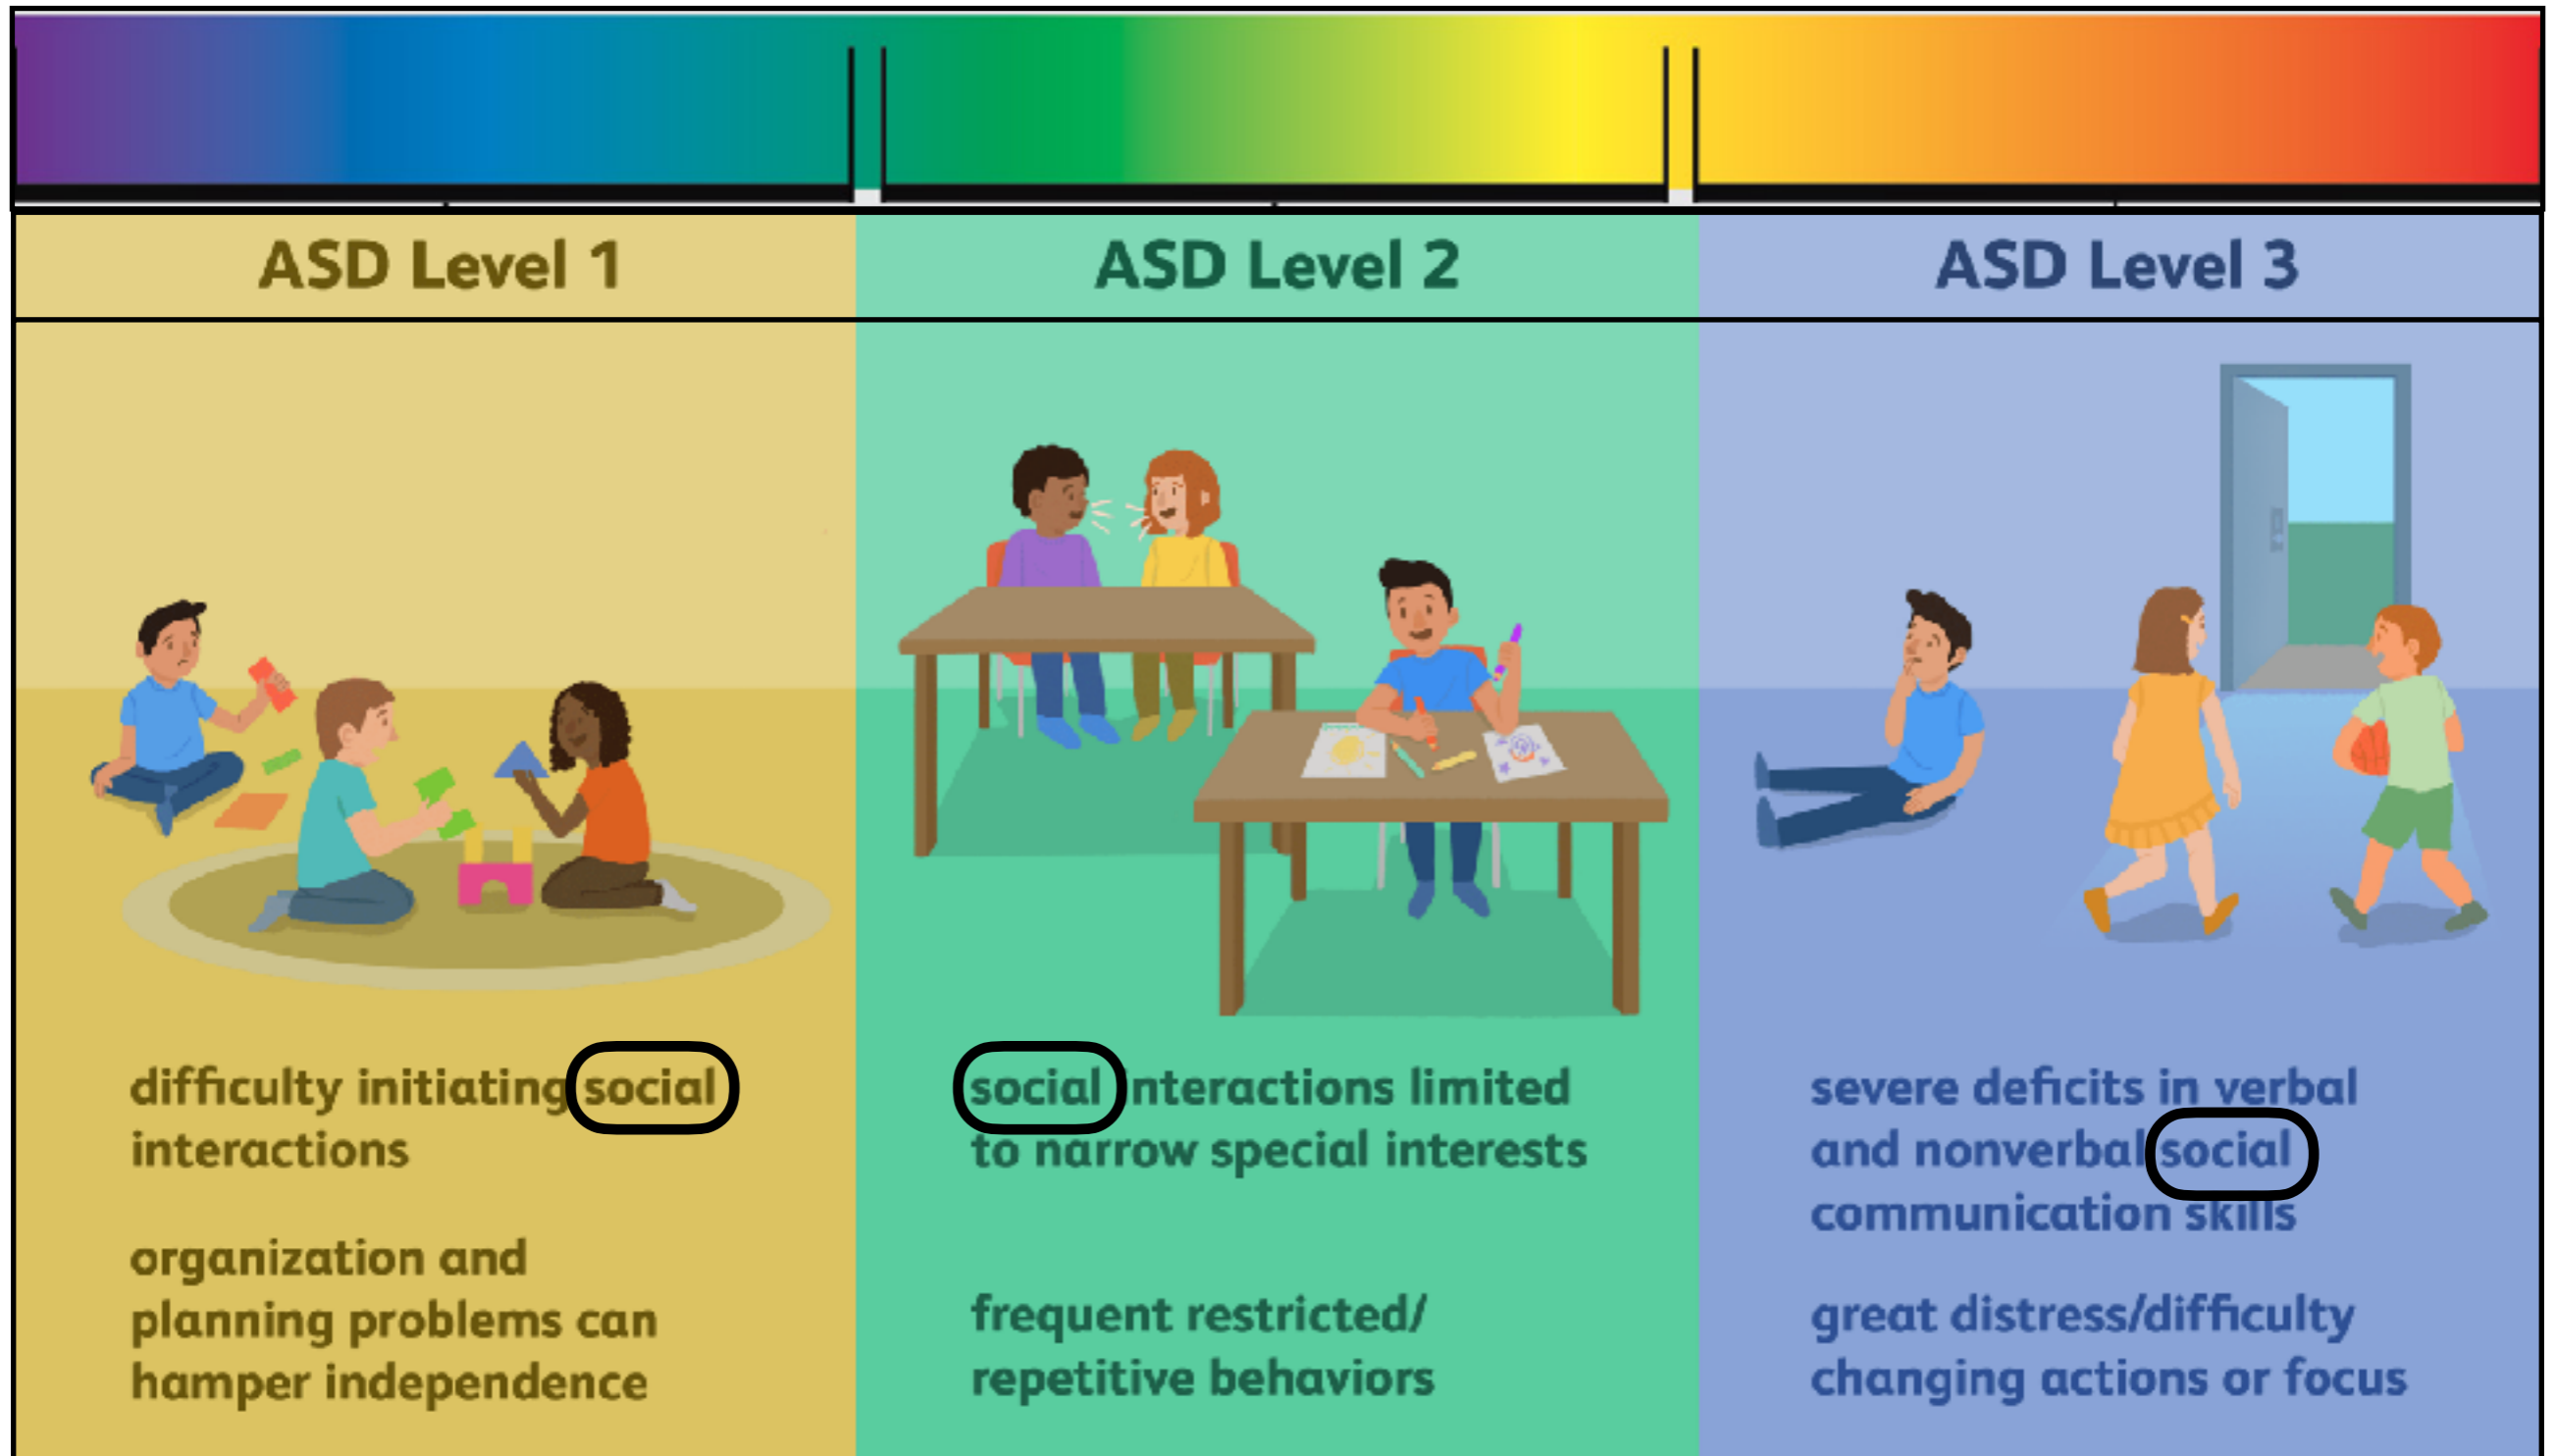 ASD Level 1
difficulty initiating social
interactions
organization and
planning problems can
hamper independence
ASD Level 2
social interactions limited
to narrow special interests
frequent restricted/
repetitive behaviors
ASD Level 3
severe deficits in verbal
and nonverbal social
communication skills
great distress/difficulty
changing actions or focus